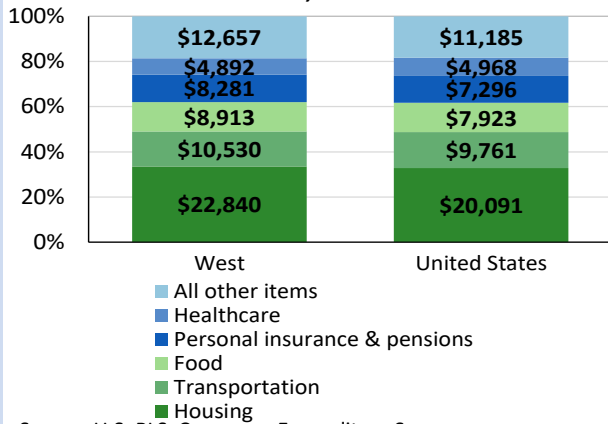 100%
80%
60%
40%
20%
0%
$12,657
$4,892
$8,281
$8,913
$10,530
$22,840
$11,185
$4,968
$7,296
$7,923
$9,761
$20,091
West
United States
All other items
Healthcare
Personal insurance & pensions
Food
Transportation
Housing